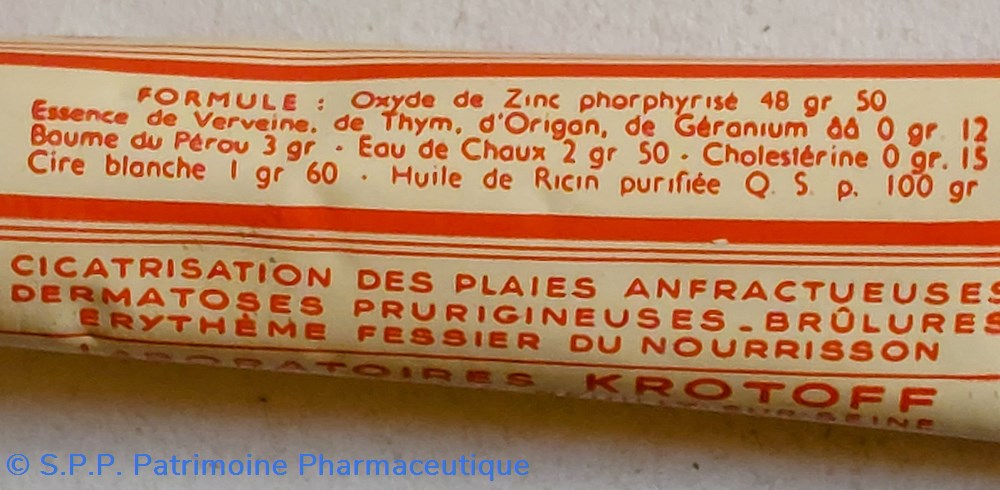 FORMULE : Oxyde de Zinc phorphyrisé 48 gr 50
Essence de Verveine, de Thym, d'Origan, de Géranium ââ 0 gr. 12
Baume du Pérou 3 gr - Eau de Chaux 2 gr 50 - Cholestérine 0 gr. 15
Cire blanche 1 gr 60 - Huile de Ricin purifiée Q. S. p. 100 gr
CICATRISATION DES PLAIES ANFRACTUEUSES
DERMATOSES PRURIGINEUSES - BRÛLURES
ERYTHÈME FESSIER DU NOURRISSON
LABORATOIRES KROTOFF
SUR-SEINE
© S.P.P. Patrimoine Pharmaceutique